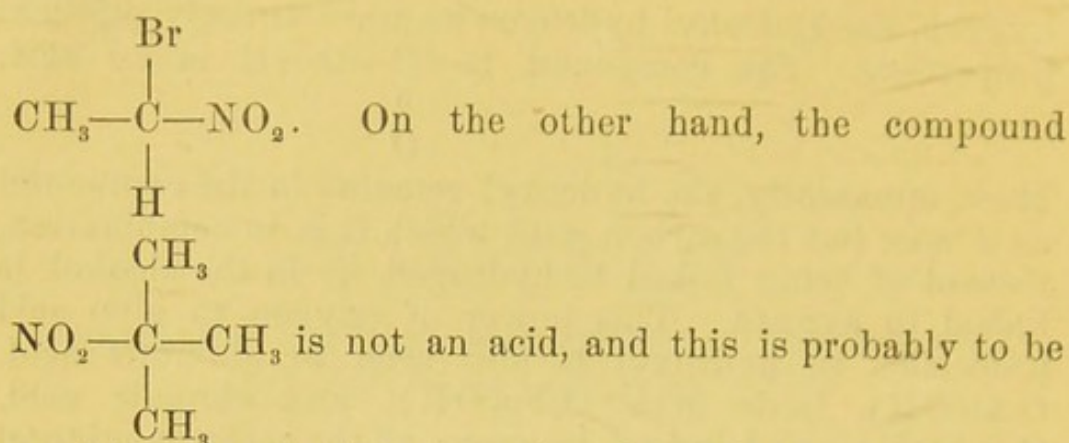 Br
|
CH₃—C—NO₂. On the other hand, the compound
|
H
CH₃
|
NO₂—C—CH₃ is not an acid, and this is probably to be
|
CH₃